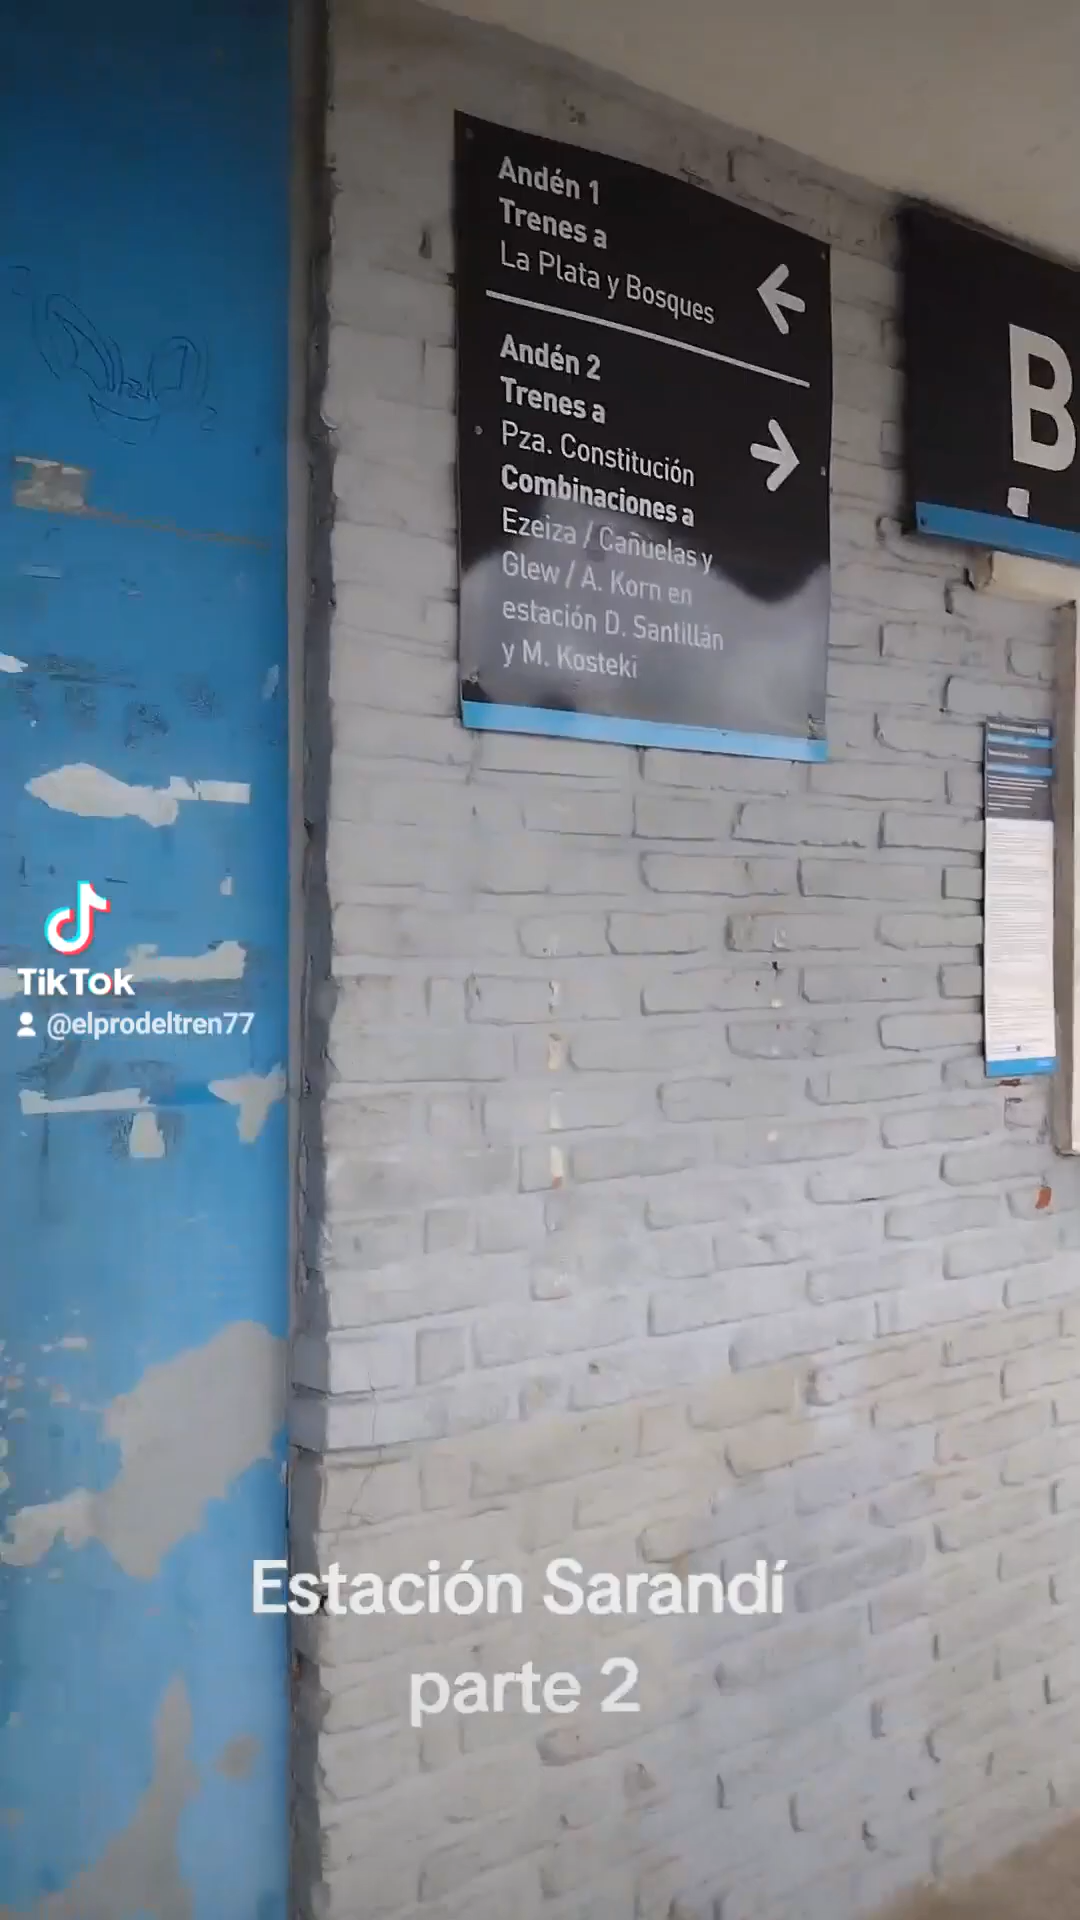 Andén 1
Trenes a
La Plata y Bosques
Andén 2
Trenes a
Pza. Constitución
Combinaciones a
Ezeiza / Cañuelas y
Glew / A. Korn en
estación D. Santillán
y M. Kosteki
B
TikTok
@elprodeltren77
Estación Sarandí
parte 2